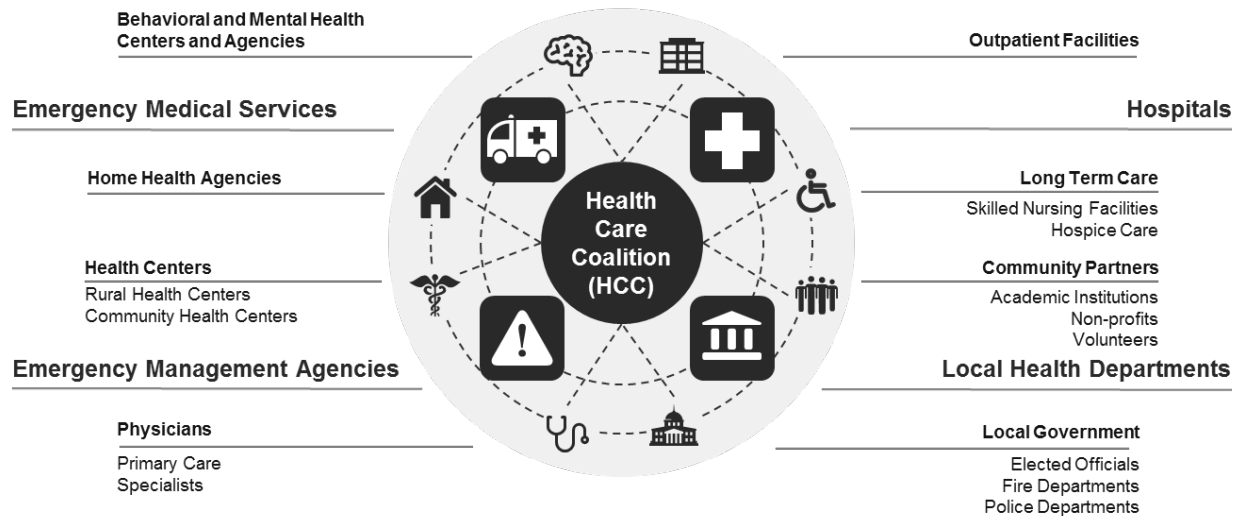 Behavioral and Mental Health
Centers and Agencies
Outpatient Facilities
Emergency Medical Services
Hospitals
Home Health Agencies
Long Term Care
Skilled Nursing Facilities
Hospice Care
Health
Care
Coalition
(HCC)
Health Centers
Rural Health Centers
Community Health Centers
Community Partners
Academic Institutions
Non-profits
Volunteers
Emergency Management Agencies
Local Health Departments
Physicians
Primary Care
Specialists
Local Government
Elected Officials
Fire Departments
Police Departments